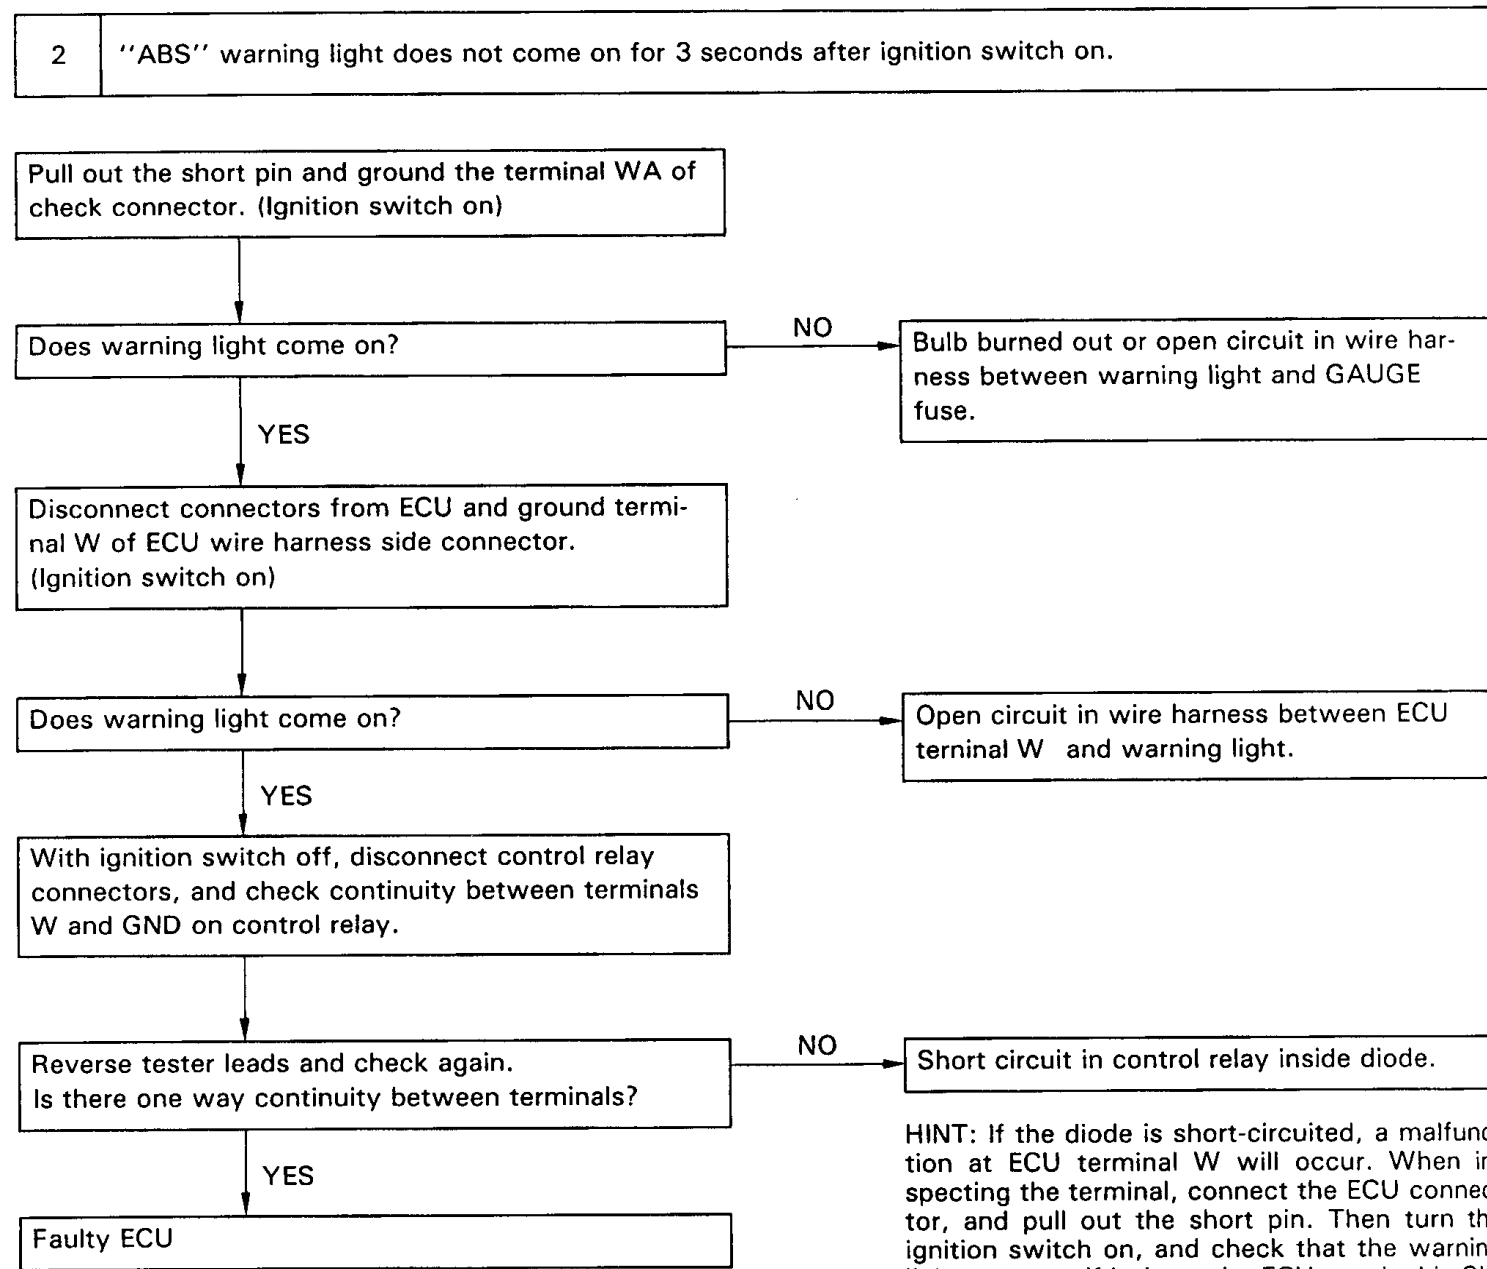 2 "ABS" warning light does not come on for 3 seconds after ignition switch on.
Pull out the short pin and ground the terminal WA of
check connector. (Ignition switch on)
Does warning light come on?
NO
Bulb burned out or open circuit in wire har-
ness between warning light and GAUGE
fuse.
YES
Disconnect connectors from ECU and ground termi-
nal W of ECU wire harness side connector.
(Ignition switch on)
Does warning light come on?
NO
Open circuit in wire harness between ECU
terninal W and warning light.
YES
With ignition switch off, disconnect control relay
connectors, and check continuity between terminals
W and GND on control relay.
Reverse tester leads and check again.
Is there one way continuity between terminals?
NO
Short circuit in control relay inside diode.
YES
Faulty ECU
HINT: If the diode is short-circuited, a malfunc
tion at ECU terminal W will occur. When in
specting the terminal, connect the ECU connec
tor, and pull out the short pin. Then turn th
ignition switch on, and check that the warnin